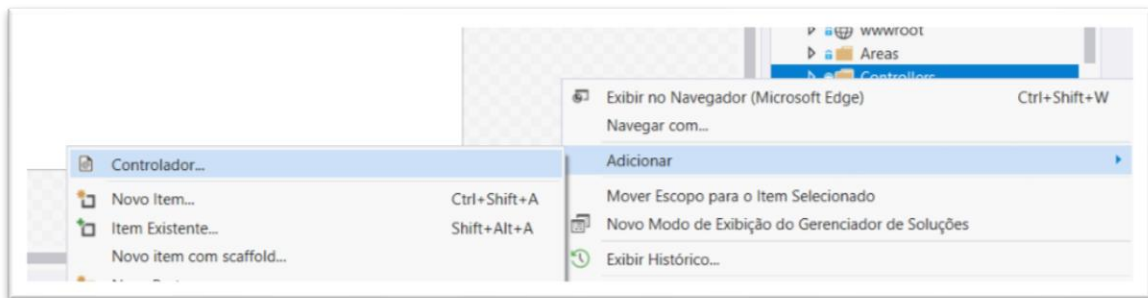 wwwroot
Areas
Controllers
Exibir no Navegador (Microsoft Edge) Ctrl+Shift+W
Navegar com...
Adicionar
Mover Escopo para o Item Selecionado
Novo Modo de Exibição do Gerenciador de Soluções
Exibir Histórico...
Controlador...
Novo Item... Ctrl+Shift+A
Item Existente... Shift+Alt+A
Novo item com scaffold...